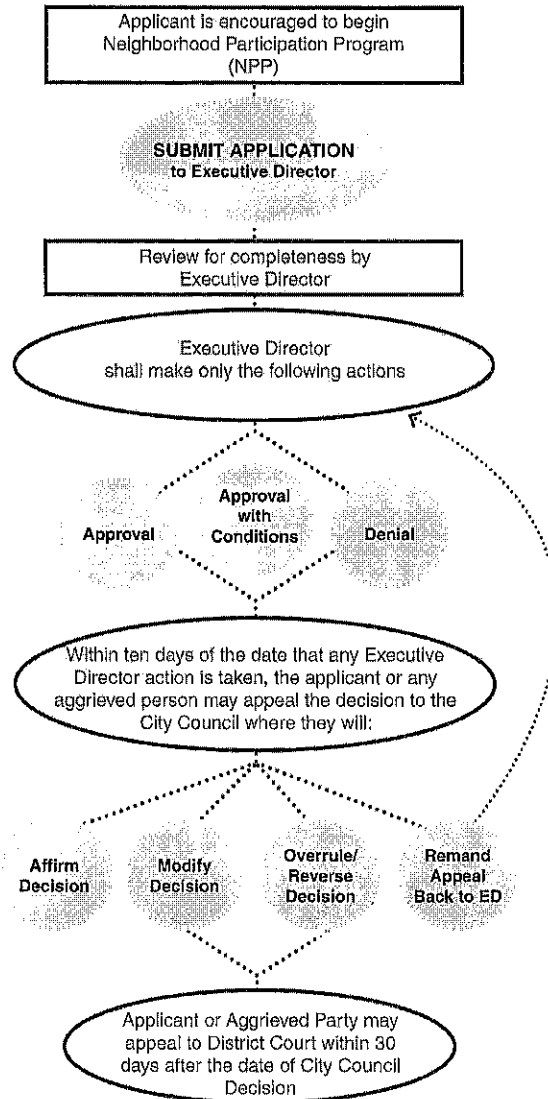 Applicant is encouraged to begin
Neighborhood Participation Program
(NPP)
SUBMIT APPLICATION
to Executive Director
Review for completeness by
Executive Director
Executive Director
shall make only the following actions
Approval
Approval
with
Conditions
Denial
Within ten days of the date that any Executive
Director action is taken, the applicant or any
aggrieved person may appeal the decision to the
City Council where they will:
Affirm
Decision
Modify
Decision
Overrule/
Reverse
Decision
Remand
Appeal
Back to ED
Applicant or Aggrieved Party may
appeal to District Court within 30
days after the date of City Council
Decision